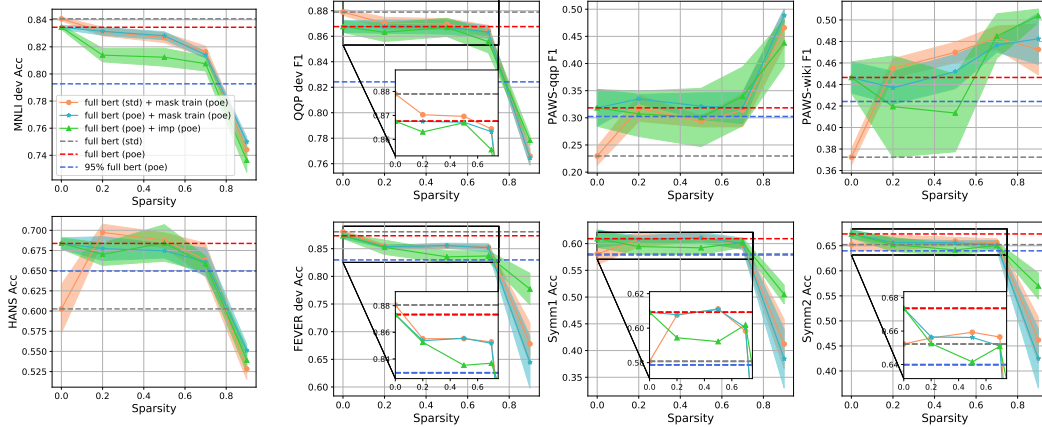 MNLI dev Acc
0.84
0.82
0.80
0.78
0.76
0.74
full bert (std) + mask train (poe)
full bert (poe) + mask train (poe)
full bert (poe) + imp (poe)
full bert (std)
full bert (poe)
95% full bert (poe)
0.0 0.2 0.4 0.6 0.8
Sparsity
QQP dev F1
0.88
0.86
0.84
0.82
0.80
0.78
0.76
0.88
0.87
0.86
0.0 0.2 0.4 0.6
0.0 0.2 0.4 0.6 0.8
Sparsity
PAWS-qqp F1
0.50
0.45
0.40
0.35
0.30
0.25
0.20
0.0 0.2 0.4 0.6 0.8
Sparsity
PAWS-wiki F1
0.50
0.48
0.46
0.44
0.42
0.40
0.38
0.36
0.0 0.2 0.4 0.6 0.8
Sparsity
HANS Acc
0.700
0.675
0.650
0.625
0.600
0.575
0.550
0.525
0.0 0.2 0.4 0.6 0.8
Sparsity
FEVER dev Acc
0.85
0.80
0.75
0.70
0.65
0.60
0.88
0.86
0.84
0.0 0.2 0.4 0.6
0.0 0.2 0.4 0.6 0.8
Sparsity
Symm1 Acc
0.60
0.55
0.50
0.45
0.40
0.35
0.62
0.60
0.58
0.0 0.2 0.4 0.6
0.0 0.2 0.4 0.6 0.8
Sparsity
Symm2 Acc
0.65
0.60
0.55
0.50
0.45
0.40
0.35
0.68
0.66
0.64
0.0 0.2 0.4 0.6
0.0 0.2 0.4 0.6 0.8
Sparsity